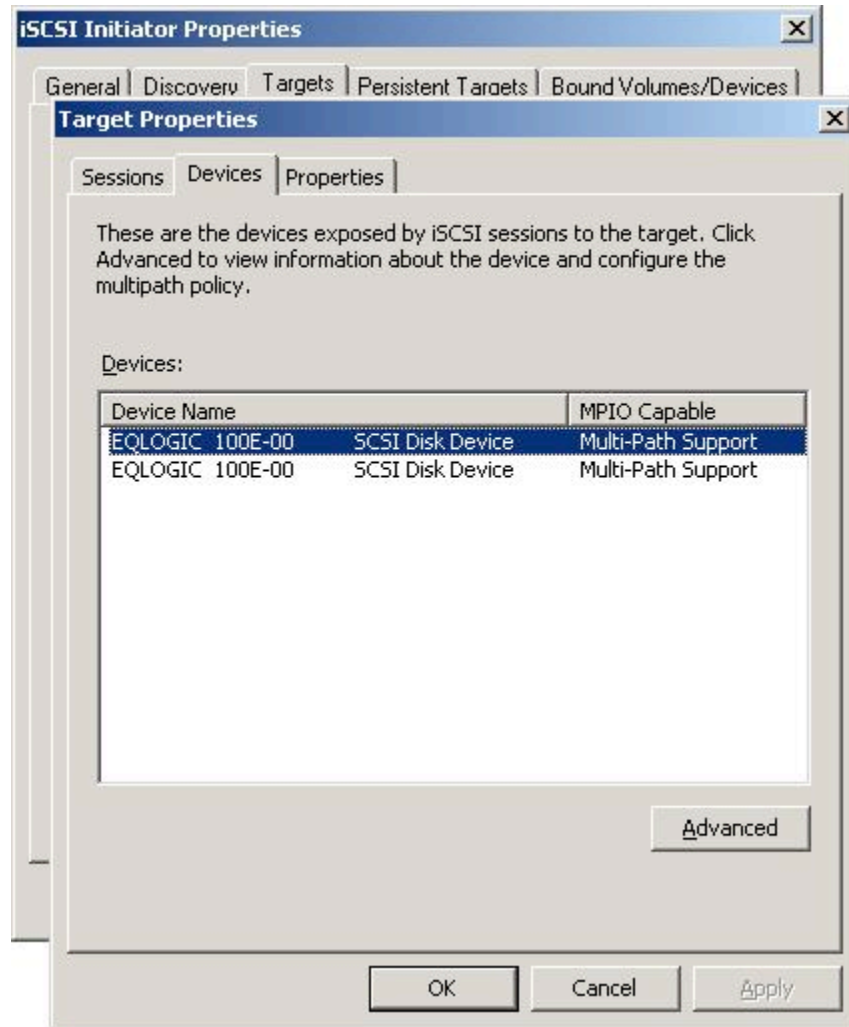 iSCSI Initiator Properties
General Discovery Targets Persistent Targets Bound Volumes/Devices
Target Properties
Sessions Devices Properties
These are the devices exposed by iSCSI sessions to the target. Click
Advanced to view information about the device and configure the
multipath policy.
Devices:
Device Name MPIO Capable
EQLOGIC 100E-00 SCSI Disk Device Multi-Path Support
EQLOGIC 100E-00 SCSI Disk Device Multi-Path Support
Advanced
OK Cancel Apply